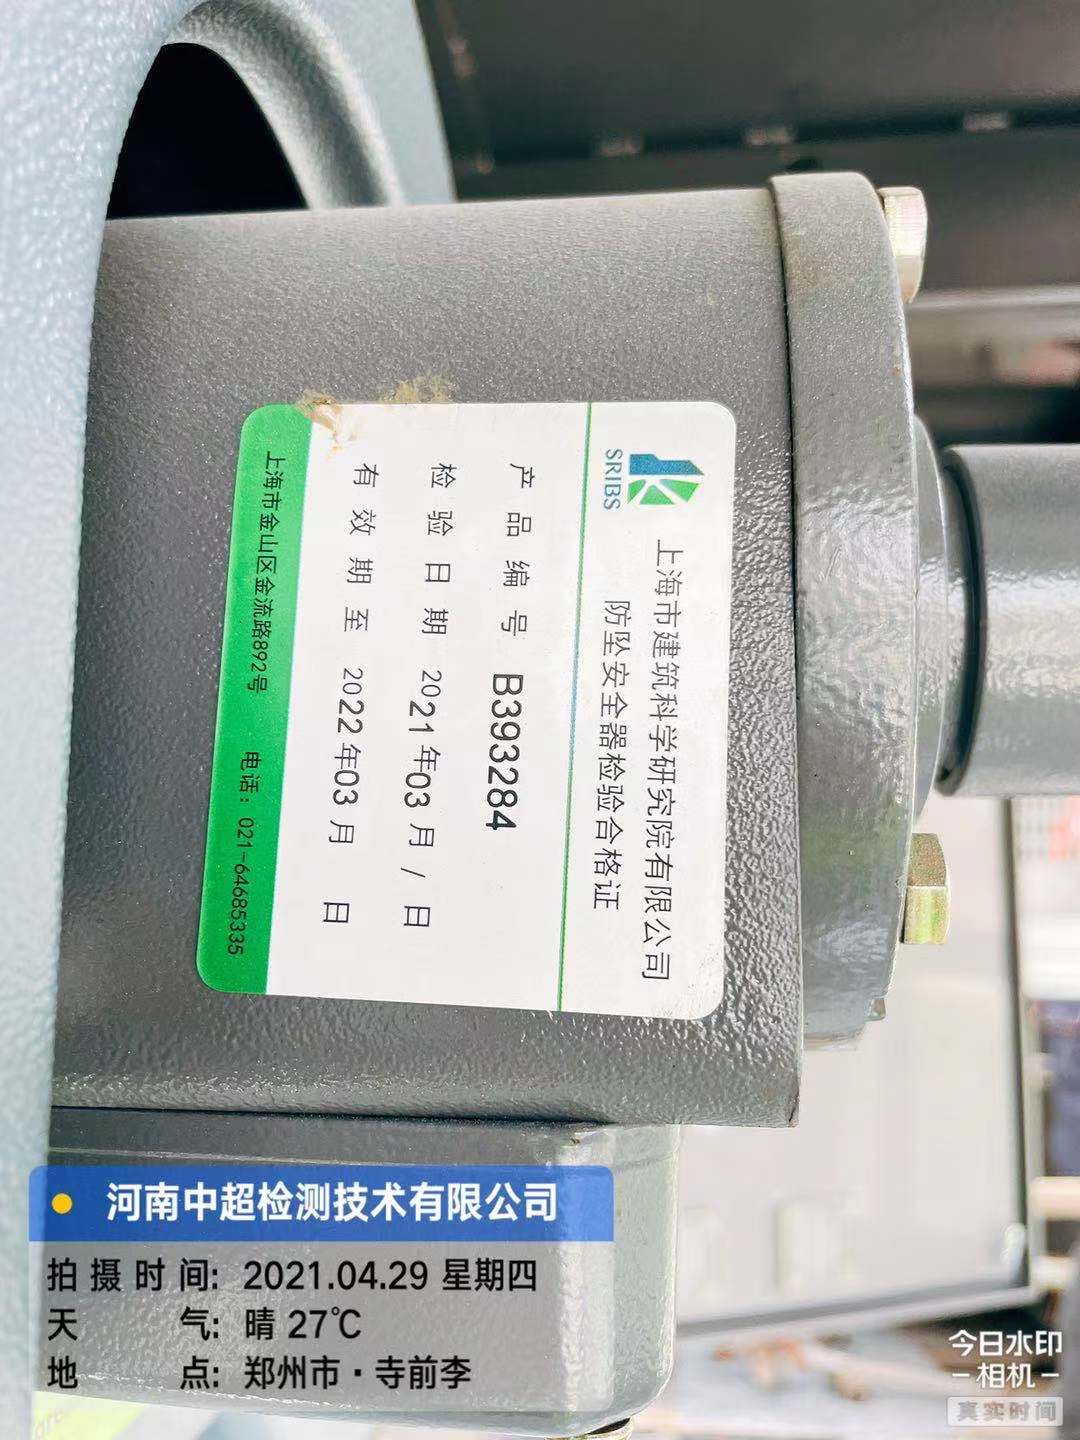 SRIBS
上海市建筑科学研究院有限公司
防坠安全器检验合格证
产品编号 B393284
检验日期 2021年03月/日
有效期至 2022年03月 日
上海市金山区金流路892号 电话：021-64685335
河南中超检测技术有限公司
拍摄时间: 2021.04.29 星期四
天气: 晴 27℃
地点: 郑州市·寺前李
今日水印
-相机-
真实时间